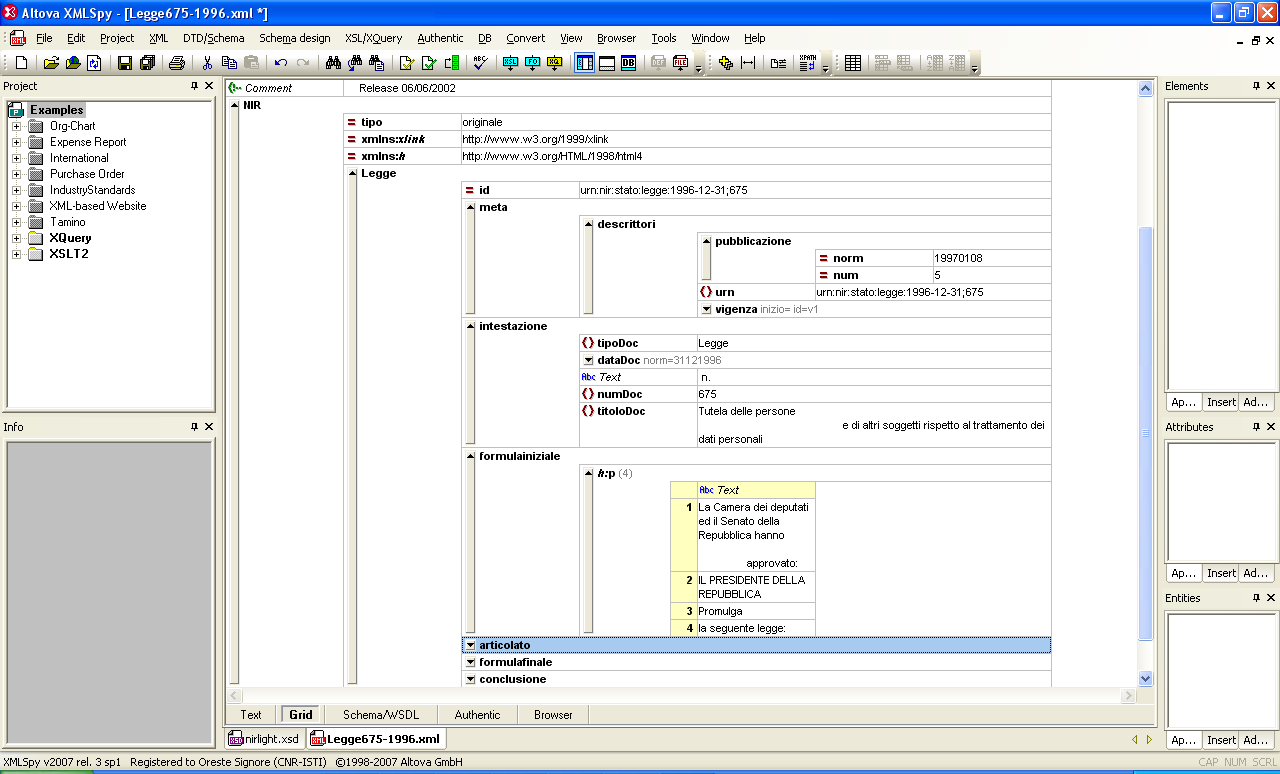 Altova XMLSpy - [Legge675-1996.xml *]
File Edit Project XML DTD/Schema Schema design XSL/XQuery Authentic DB Convert View Browser Tools Window Help
Project
Examples
Org-Chart
Expense Report
International
Purchase Order
IndustryStandards
XML-based Website
Tamino
XQuery
XSLT2
Info
Comment Release 06/06/2002
NIR
= tipo originale
= xmlns:xlink http://www.w3.org/1999/xlink
= xmlns:h http://www.w3.org/HTML/1998/html4
Legge
= id urn:nir:stato:legge:1996-12-31;675
meta
descrittori
pubblicazione
= norm 19970108
= num 5
() urn urn:nir:stato:legge:1996-12-31;675
vigenza inizio= id=v1
intestazione
() tipoDoc Legge
dataDoc norm=31121996
Abc Text n.
() numDoc 675
() titoloDoc Tutela delle persone
e di altri soggetti rispetto al trattamento dei
dati personali
formulainiziale
h:p (4)
Abc Text
1 La Camera dei deputati
ed il Senato della
Repubblica hanno
approvato:
2 IL PRESIDENTE DELLA
REPUBBLICA
3 Promulga
4 la seguente legge:
articolato
formulafinale
conclusione
Text Grid Schema/WSDL Authentic Browser
nirlight.xsd Legge675-1996.xml
Elements
Ap... Insert Ad...
Attributes
Ap... Insert Ad...
Entities
Ap... Insert Ad...
XMLSpy v2007 rel. 3 sp1 Registered to Oreste Signore (CNR-ISTI) ©1998-2007 Altova GmbH CAP NUM SCRL